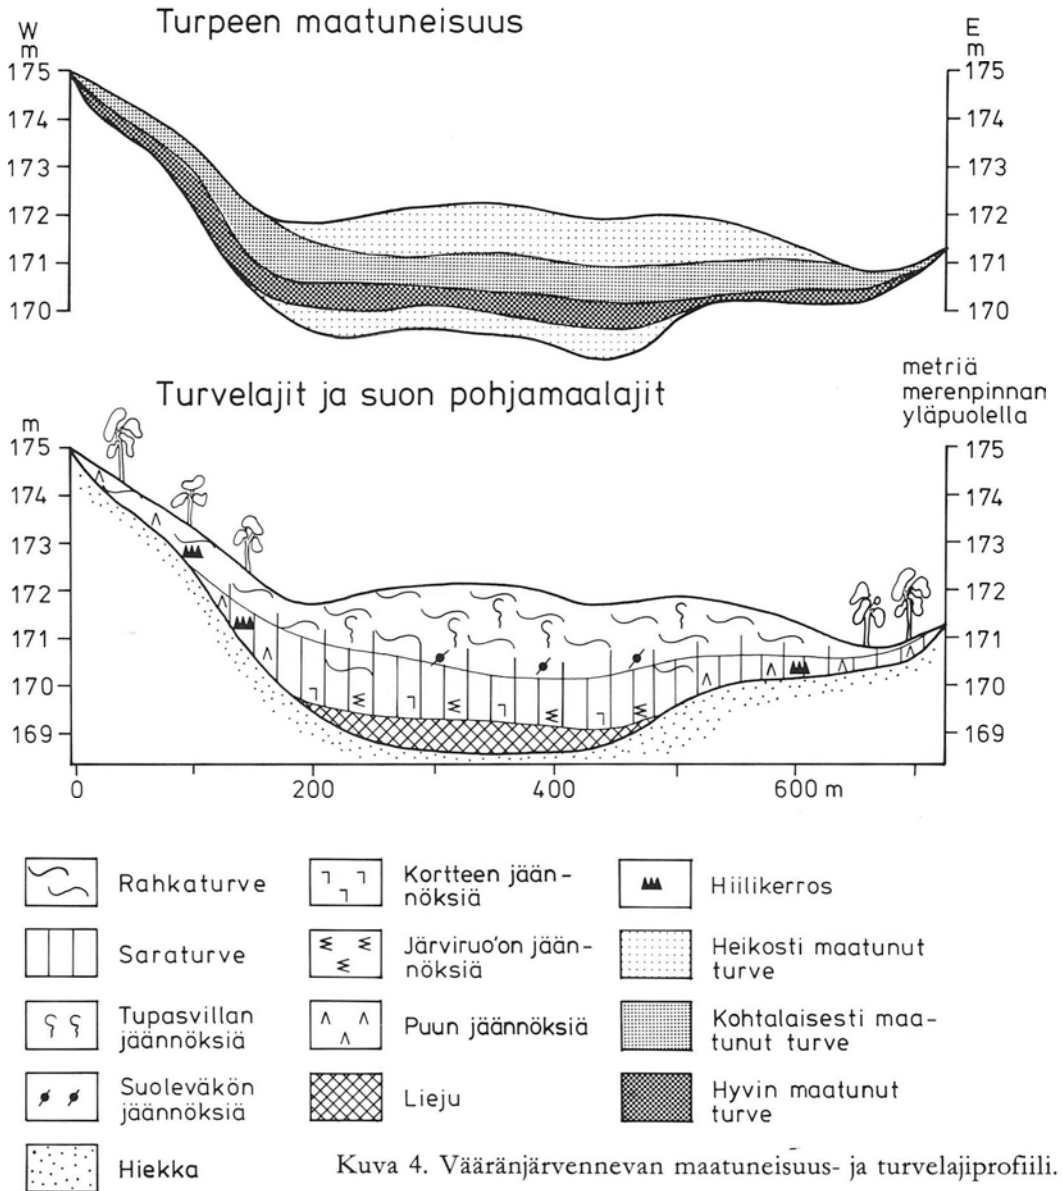 Turpeen maatuneisuus
W
m
E
m
175
174
173
172
171
170
175
174
173
172
171
170
Turvelajit ja suon pohjamaalajit
metriä
merenpinnan
yläpuolella
m
175
174
173
172
171
170
169
175
174
173
172
171
170
169
0 200 400 600 m
Rahkaturve
Saraturve
Tupasvillan
jäännöksiä
Suoleväkön
jäännöksiä
Hiekka
Kortteen jään-
nöksiä
Järviruo'on jään-
nöksiä
Puun jäännöksiä
Lieju
Hiilikerros
Heikosti maatunut
turve
Kohtalaisesti maa-
tunut turve
Hyvin maatunut
turve
Kuva 4. Vääränjärvennevan maatuneisuus- ja turvelajiprofiili.